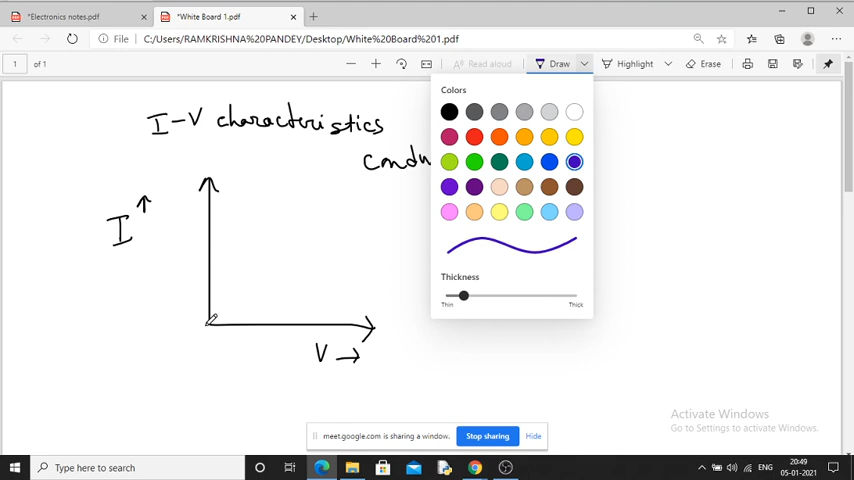 *Electronics notes.pdf
*White Board 1.pdf
File
C:/Users/RAMKRISHNA%20PANDEY/Desktop/White%20Board%201.pdf
1 of 1
Read aloud
Draw
Highlight
Erase
Colors
Thickness
Thin
Thick
I-V characteristics
I
V
meet.google.com is sharing a window.
Stop sharing
Hide
Activate Windows
Go to Settings to activate Windows.
Type here to search
ENG
20:49
05-01-2021